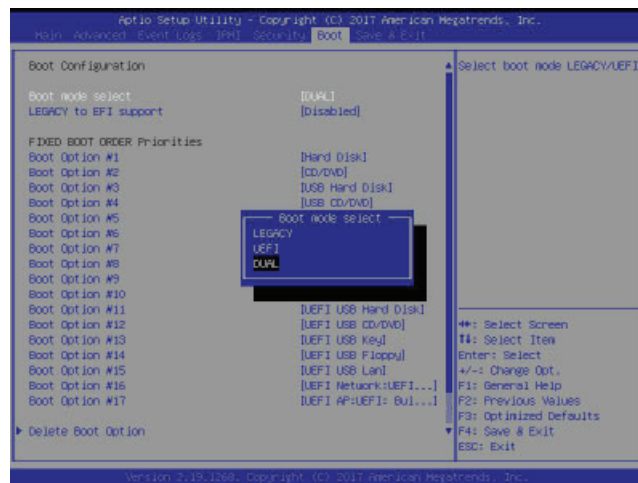 Aptio Setup Utility - Copyright (C) 2017 American Megatrends, Inc.
Main Advanced Event Logs IPMI Security Boot Save & Exit
Boot Configuration
Boot mode select [DUAL]
LEGACY to EFI support [Disabled]
FIXED BOOT ORDER Priorities
Boot Option #1 [Hard Disk]
Boot Option #2 [CD/DVD]
Boot Option #3 [USB Hard Disk]
Boot Option #4 [USB CD/DVD]
Boot Option #5
Boot Option #6
Boot Option #7
Boot Option #8
Boot Option #9
Boot Option #10
Boot Option #11 [UEFI USB Hard Disk]
Boot Option #12 [UEFI USB CD/DVD]
Boot Option #13 [UEFI USB Key]
Boot Option #14 [UEFI USB Floppy]
Boot Option #15 [UEFI USB Lan]
Boot Option #16 [UEFI Network:UEFI...]
Boot Option #17 [UEFI AP:UEFI: Bui...]
Delete Boot Option
Boot mode select
LEGACY
UEFI
DUAL
Select boot mode LEGACY/UEFI
↔: Select Screen
↑↓: Select Item
Enter: Select
+/-: Change Opt.
F1: General Help
F2: Previous Values
F3: Optimized Defaults
F4: Save & Exit
ESC: Exit
Version 2.19.1268. Copyright (C) 2017 American Megatrends, Inc.